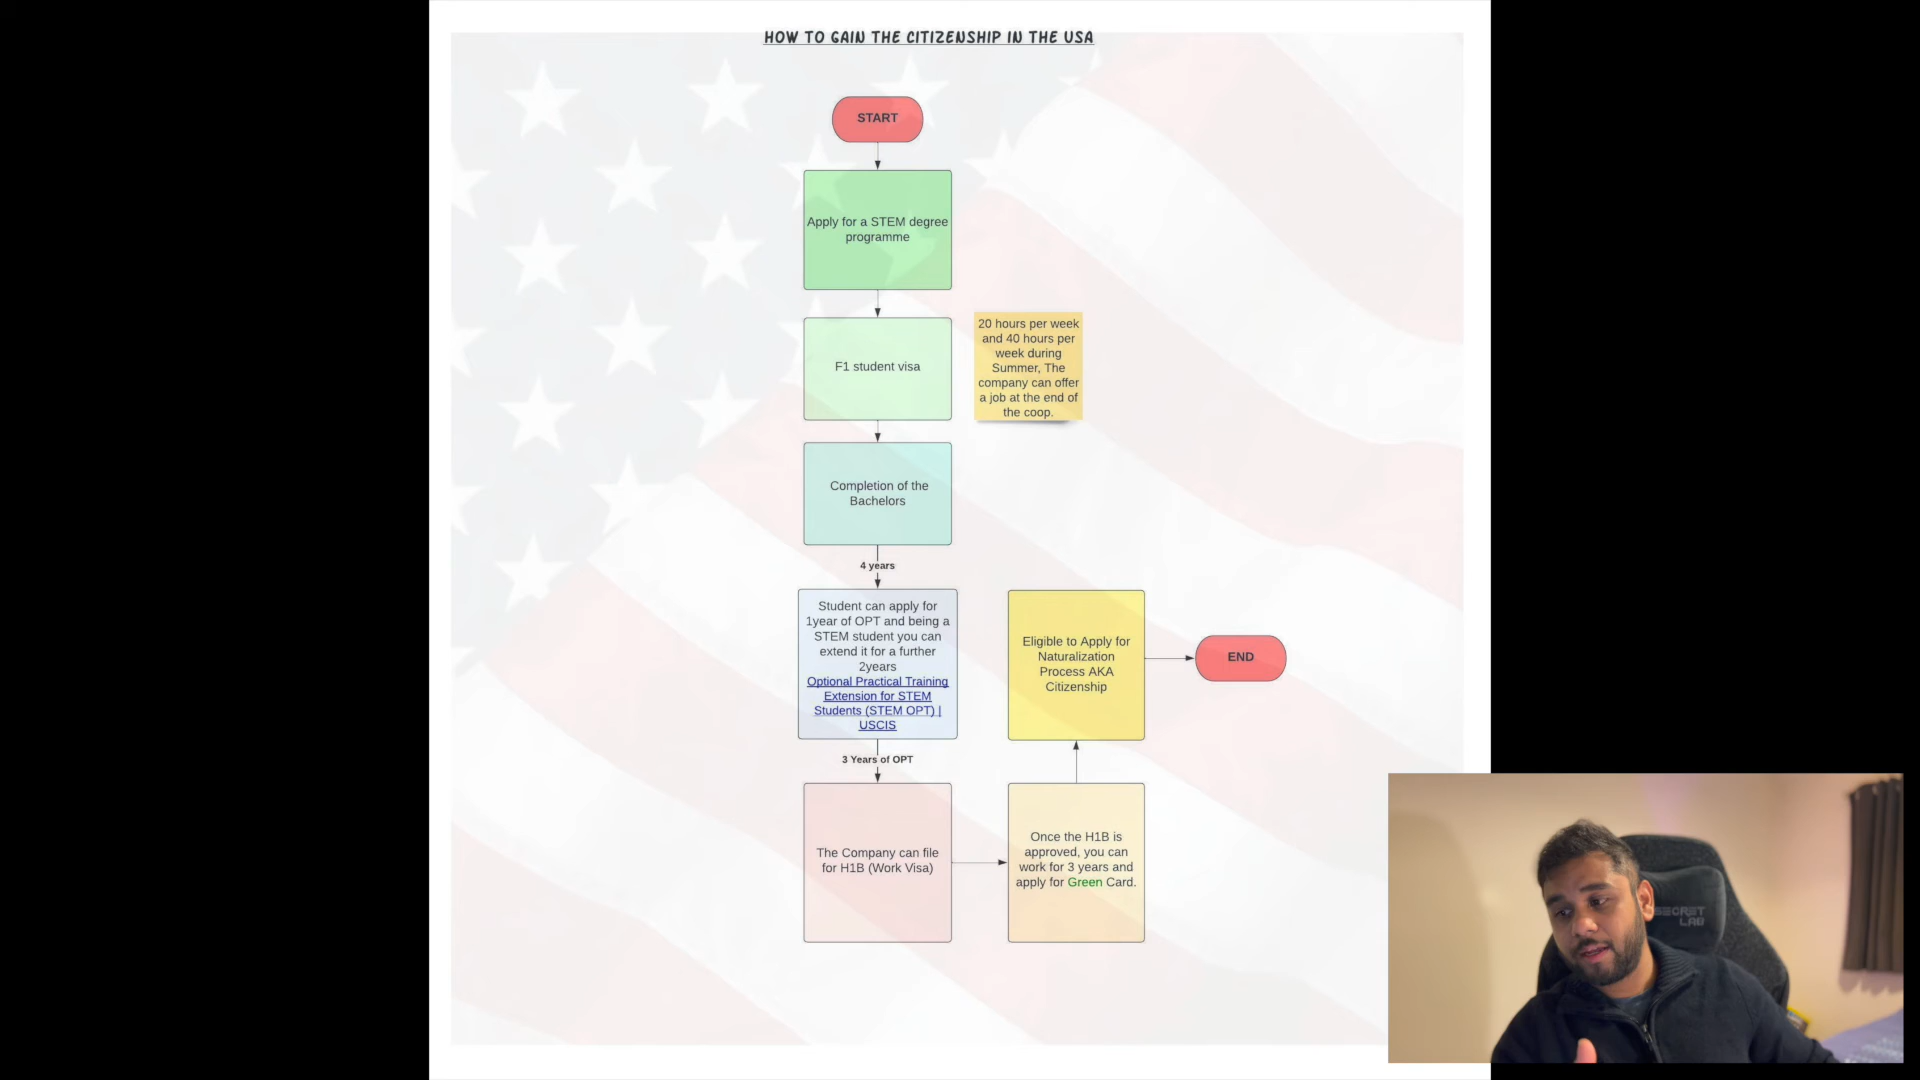 HOW TO GAIN THE CITIZENSHIP IN THE USA
START
Apply for a STEM degree
programme
F1 student visa
20 hours per week
and 40 hours per
week during
Summer, The
company can offer
a job at the end of
the coop.
Completion of the
Bachelors
4 years
Student can apply for
1year of OPT and being a
STEM student you can
extend it for a further
2years
Optional Practical Training
Extension for STEM
Students (STEM OPT) |
USCIS
3 Years of OPT
The Company can file
for H1B (Work Visa)
Once the H1B is
approved, you can
work for 3 years and
apply for Green Card.
Eligible to Apply for
Naturalization
Process AKA
Citizenship
END
SECRET
LAB